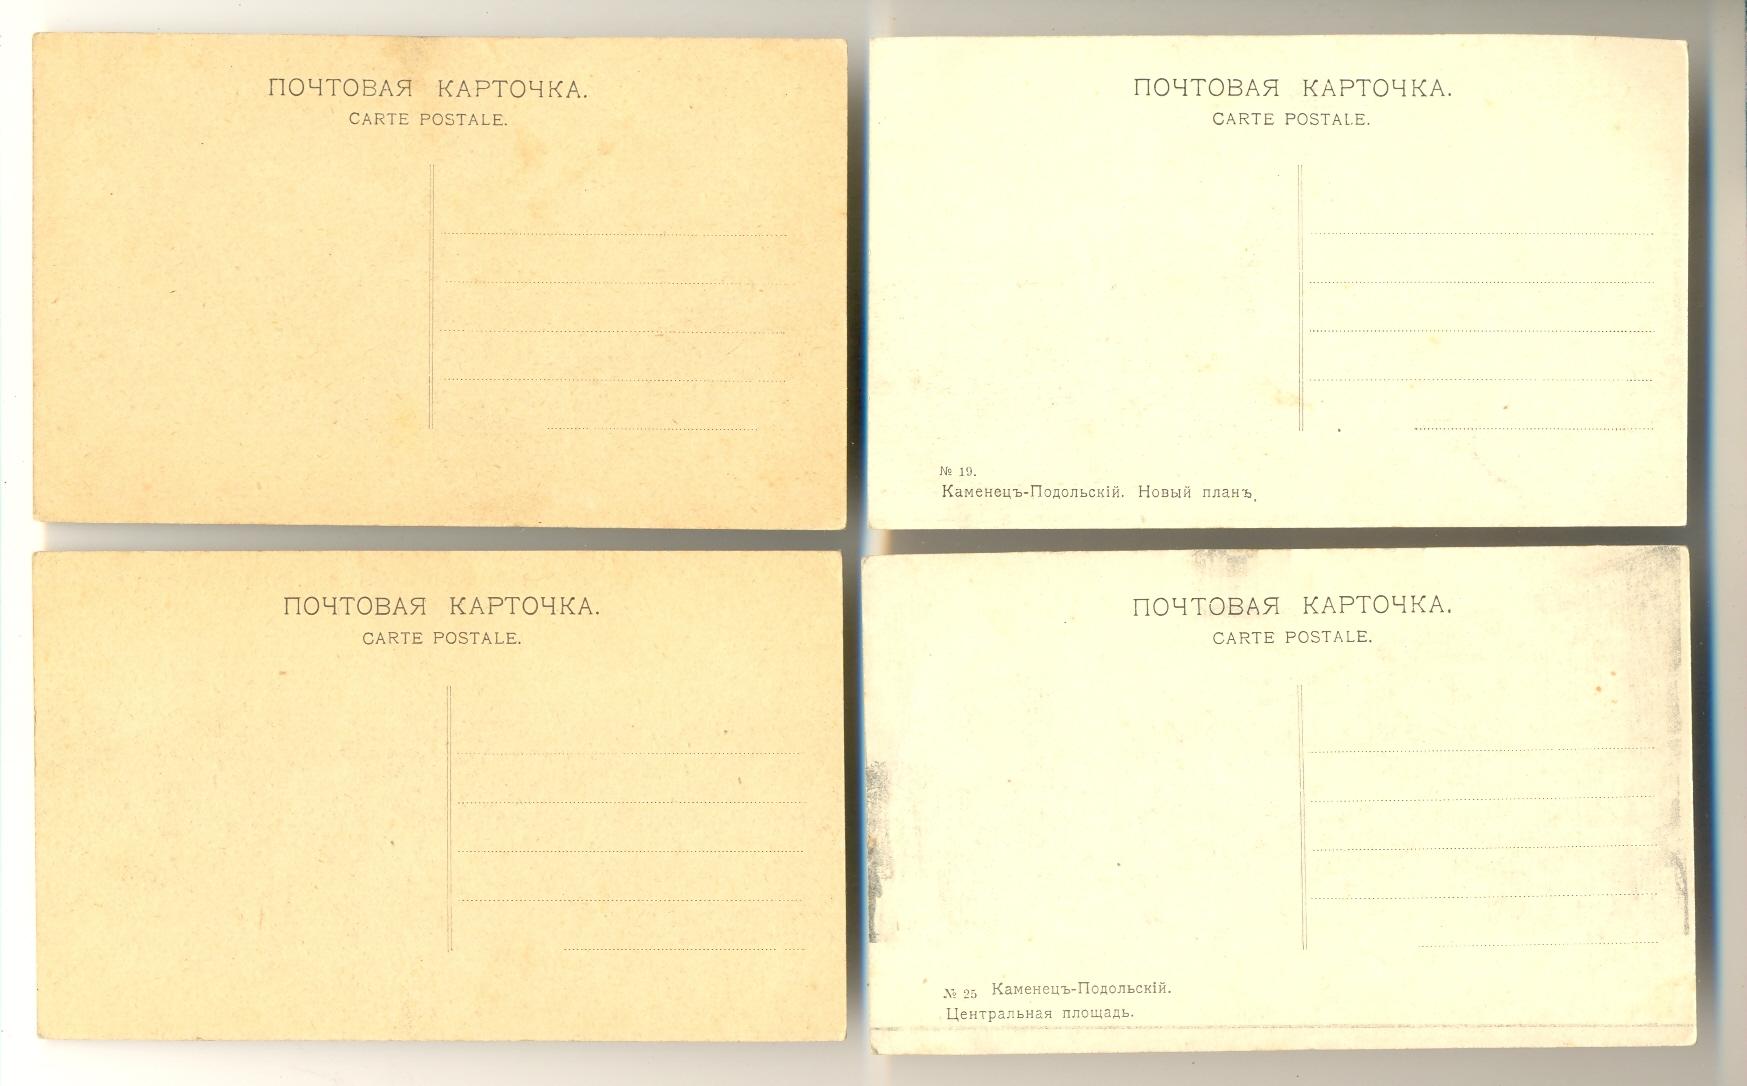 ПОЧТОВАЯ КАРТОЧКА.
CARTE POSTALE.
ПОЧТОВАЯ КАРТОЧКА.
CARTE POSTALE.
№ 19.
Каменецъ-Подольскій. Новый планъ.
ПОЧТОВАЯ КАРТОЧКА.
CARTE POSTALE.
ПОЧТОВАЯ КАРТОЧКА.
CARTE POSTALE.
№ 25 Каменецъ-Подольскій.
Центральная площадь.